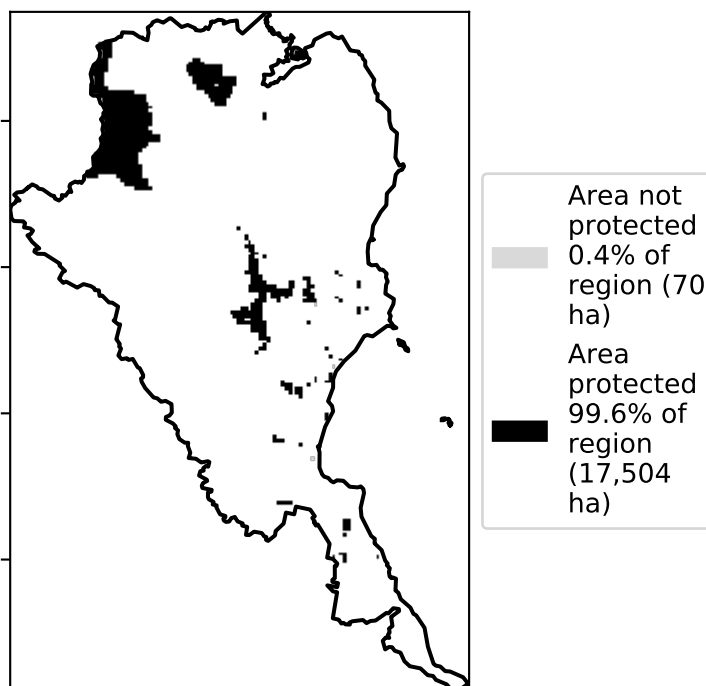 Area not
protected
0.4% of
region (70
ha)
Area
protected
99.6% of
region
(17,504
ha)